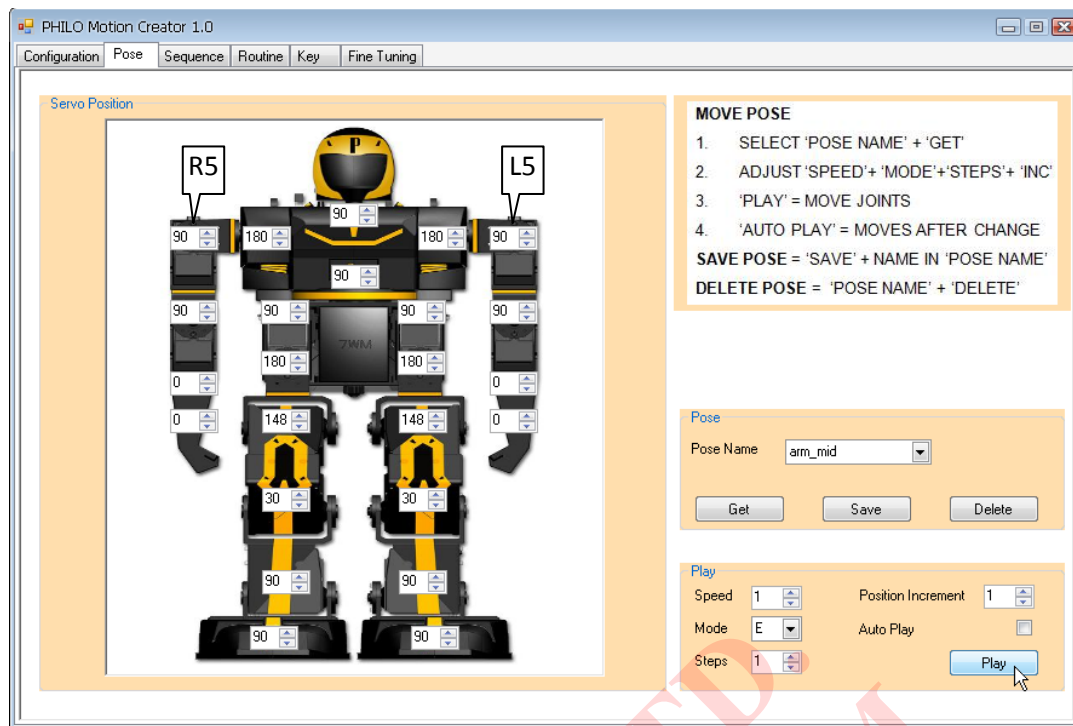 PHILO Motion Creator 1.0
Configuration Pose Sequence Routine Key Fine Tuning
Servo Position
P
R5 L5
90
90 180 180 90
90
90 90 90 90
7WM
180 180
0 0
0 148 148 0
30 30
90 90
90 90
MOVE POSE
1. SELECT 'POSE NAME' + 'GET'
2. ADJUST 'SPEED'+ 'MODE'+'STEPS'+ 'INC'
3. 'PLAY' = MOVE JOINTS
4. 'AUTO PLAY' = MOVES AFTER CHANGE
SAVE POSE = 'SAVE' + NAME IN 'POSE NAME'
DELETE POSE = 'POSE NAME' + 'DELETE'
Pose
Pose Name arm_mid
Get Save Delete
Play
Speed 1 Position Increment 1
Mode E Auto Play
Steps 1 Play